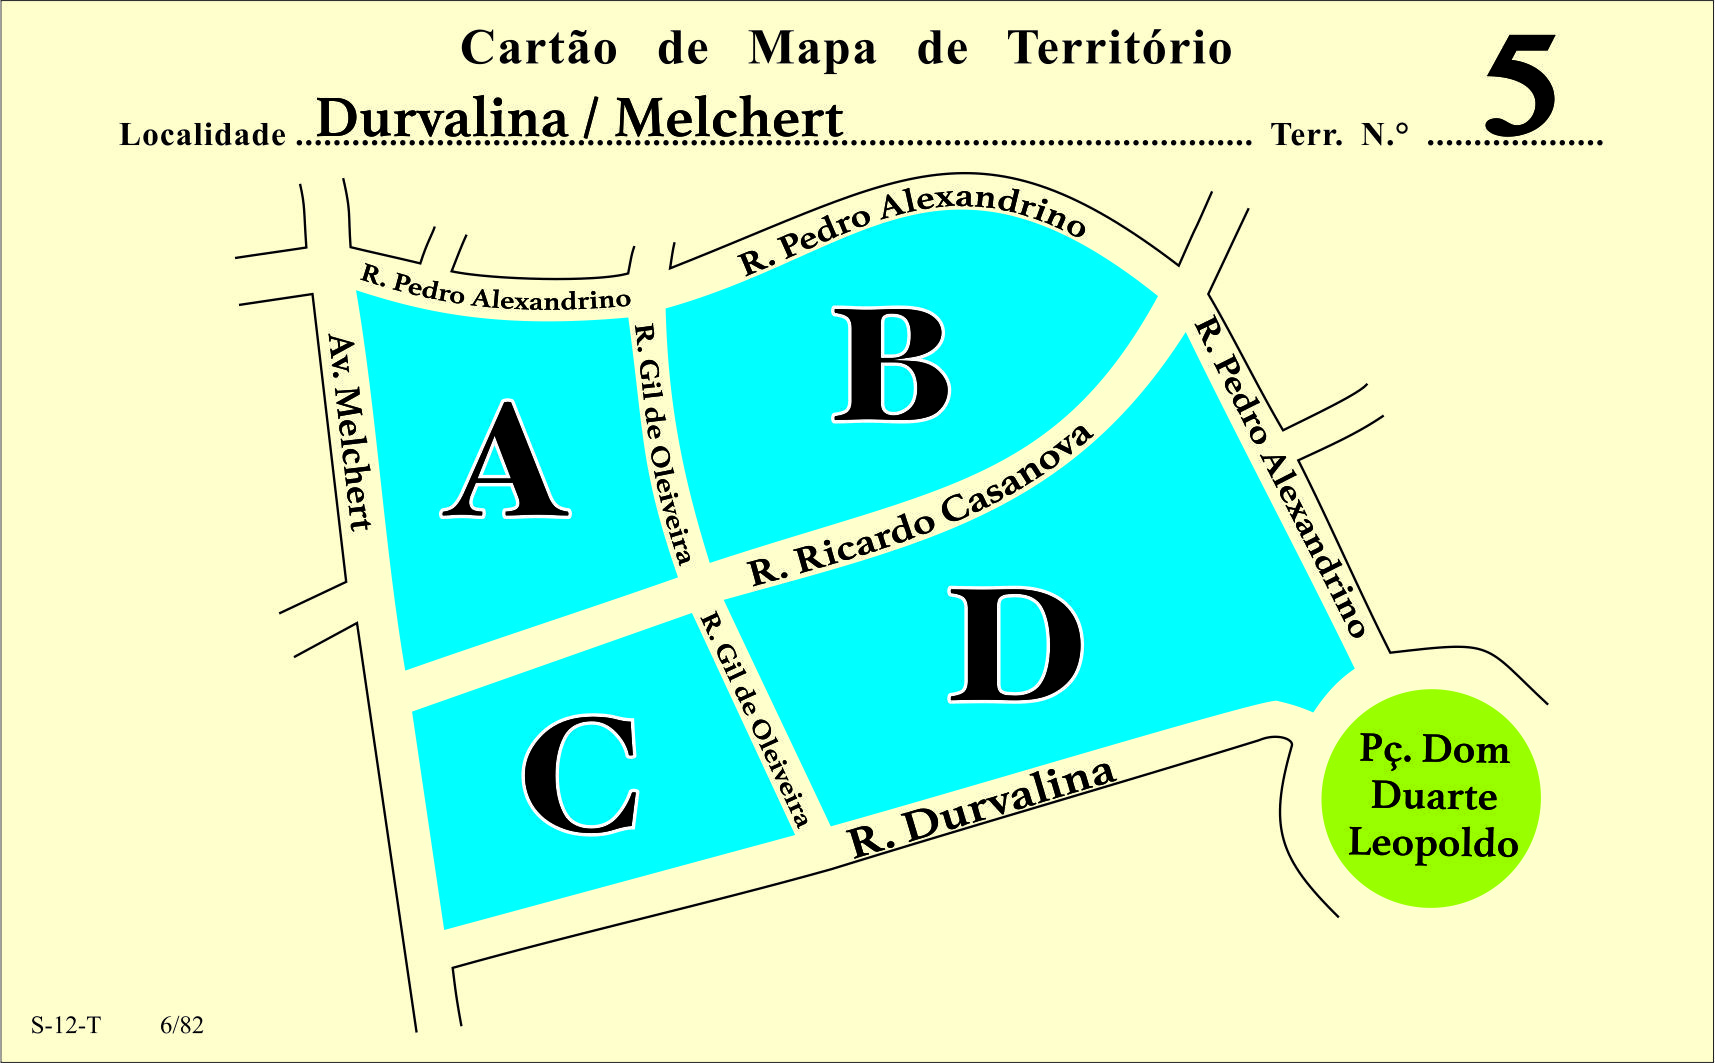 Cartão de Mapa de Território
Localidade Durvalina / Melchert Terr. N.° 5
R. Pedro Alexandrino
R. Pedro Alexandrino
R. Pedro Alexandrino
Av. Melchert
R. Gil de Oleiveira
A
B
R. Ricardo Casanova
R. Gil de Oleiveira
C
D
R. Durvalina
Pç. Dom
Duarte
Leopoldo
S-12-T 6/82